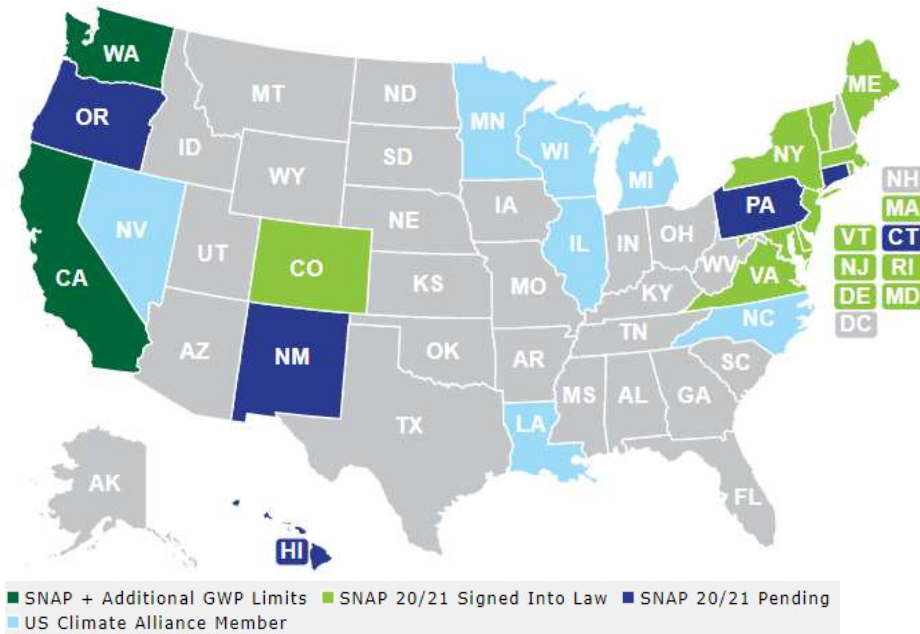 WA
ME
MT
ND
OR
MN
ID
SD
WI
NY
WY
MI
NH
IA
PA
MA
NE
NV
OH
VT CT
IL
IN
UT
CO
WV
NJ RI
CA
KS
VA
MO
KY
DE MD
NC
DC
TN
AZ
OK
NM
AR
SC
MS
AL
GA
TX
LA
AK
FL
HI
SNAP + Additional GWP Limits SNAP 20/21 Signed Into Law SNAP 20/21 Pending
US Climate Alliance Member